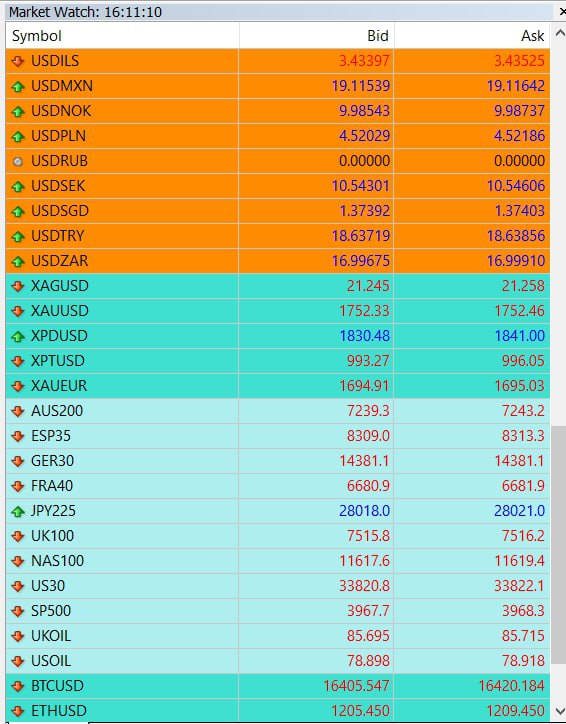 Market Watch: 16:11:10
Symbol Bid Ask
USDILS 3.43397 3.43525
USDMXN 19.11539 19.11642
USDNOK 9.98543 9.98737
USDPLN 4.52029 4.52186
USDRUB 0.00000 0.00000
USDSEK 10.54301 10.54606
USDSGD 1.37392 1.37403
USDTRY 18.63719 18.63856
USDZAR 16.99675 16.99910
XAGUSD 21.245 21.258
XAUUSD 1752.33 1752.46
XPDUSD 1830.48 1841.00
XPTUSD 993.27 996.05
XAUEUR 1694.91 1695.03
AUS200 7239.3 7243.2
ESP35 8309.0 8313.3
GER30 14381.1 14381.1
FRA40 6680.9 6681.9
JPY225 28018.0 28021.0
UK100 7515.8 7516.2
NAS100 11617.6 11619.4
US30 33820.8 33822.1
SP500 3967.7 3968.3
UKOIL 85.695 85.715
USOIL 78.898 78.918
BTCUSD 16405.547 16420.184
ETHUSD 1205.450 1209.450